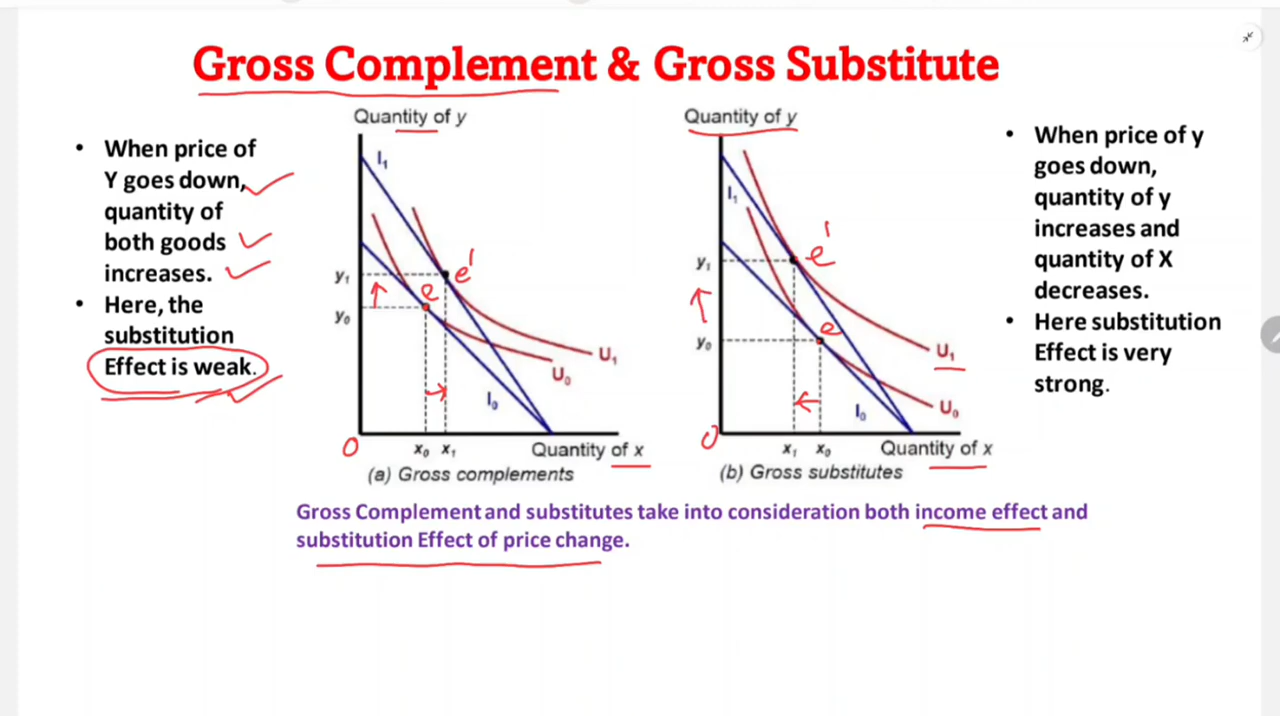 Gross Complement & Gross Substitute
• When price of
Y goes down,
quantity of
both goods
increases.
• Here, the
substitution
Effect is weak.
Quantity of y
I₁
e'
e
y₁
y₀
U₁
U₀
I₀
O
x₀ x₁
Quantity of x
(a) Gross complements
Quantity of y
I₁
e'
y₁
e
y₀
U₁
U₀
I₀
O
x₁ x₀
Quantity of x
(b) Gross substitutes
• When price of y
goes down,
quantity of y
increases and
quantity of X
decreases.
• Here substitution
Effect is very
strong.
Gross Complement and substitutes take into consideration both income effect and
substitution Effect of price change.